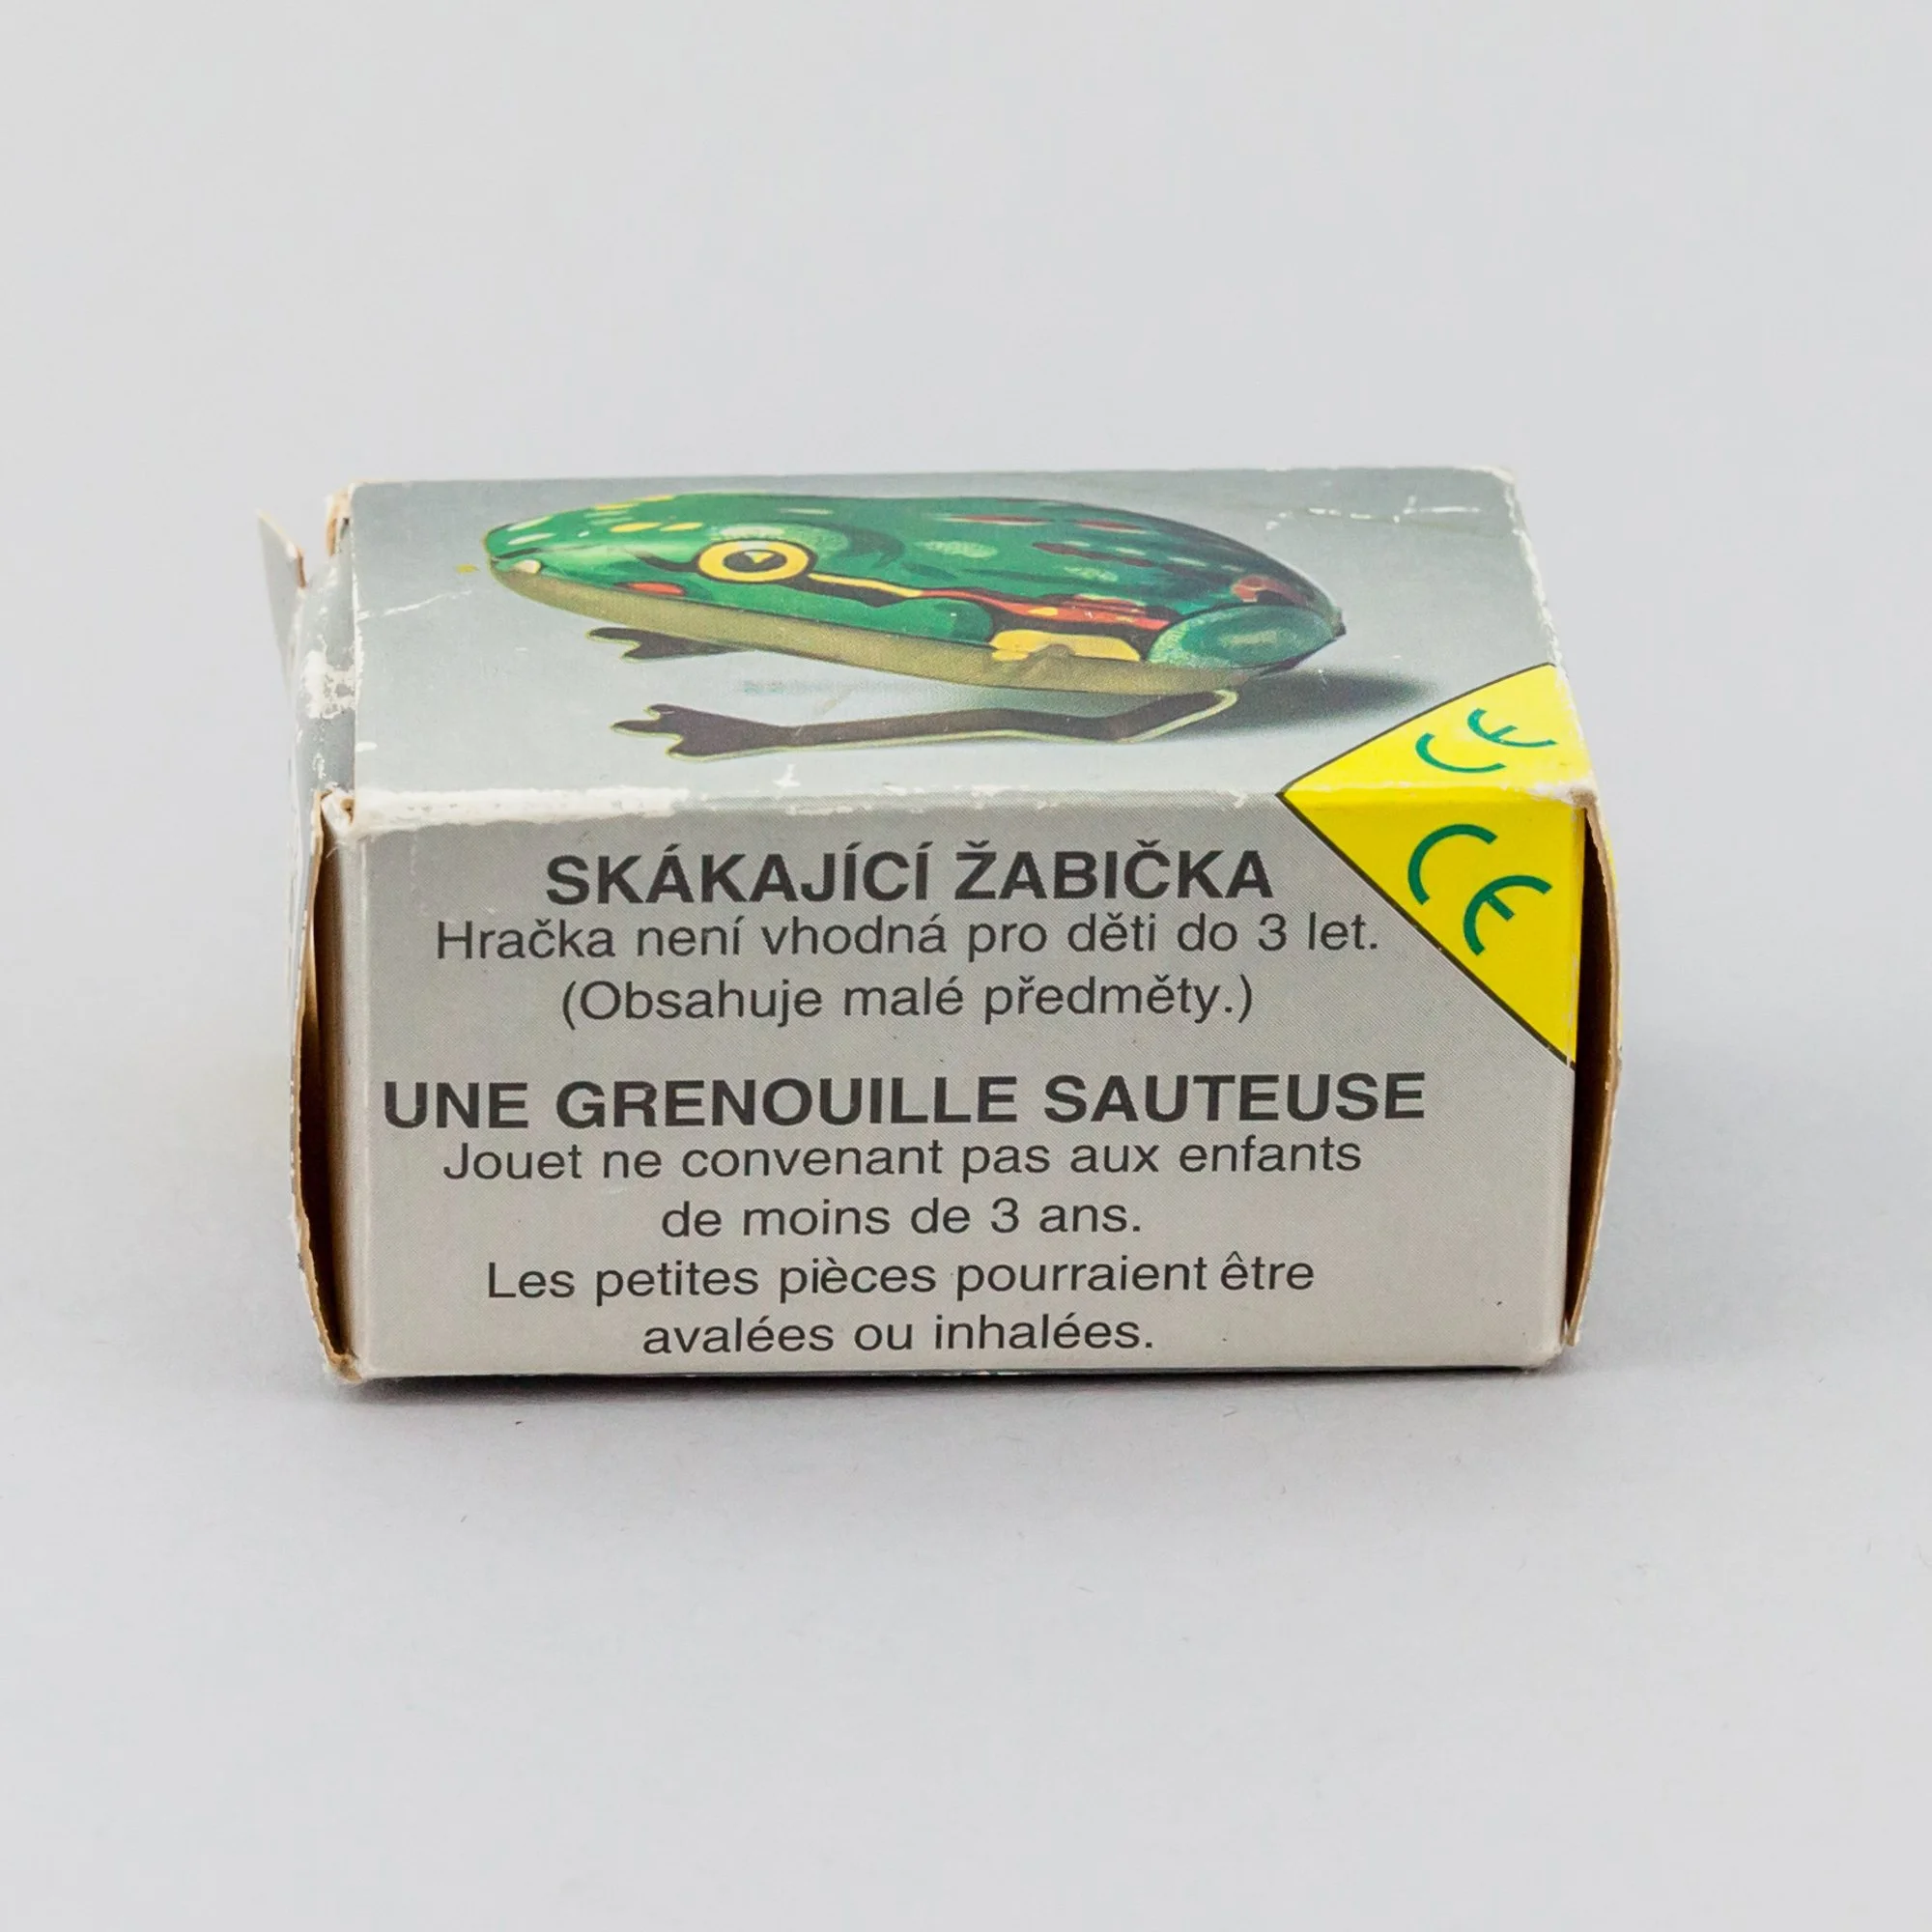 CE
CE
SKÁKAJÍCÍ ŽABIČKA
Hračka není vhodná pro děti do 3 let.
(Obsahuje malé předměty.)
UNE GRENOUILLE SAUTEUSE
Jouet ne convenant pas aux enfants
de moins de 3 ans.
Les petites pièces pourraient être
avalées ou inhalées.